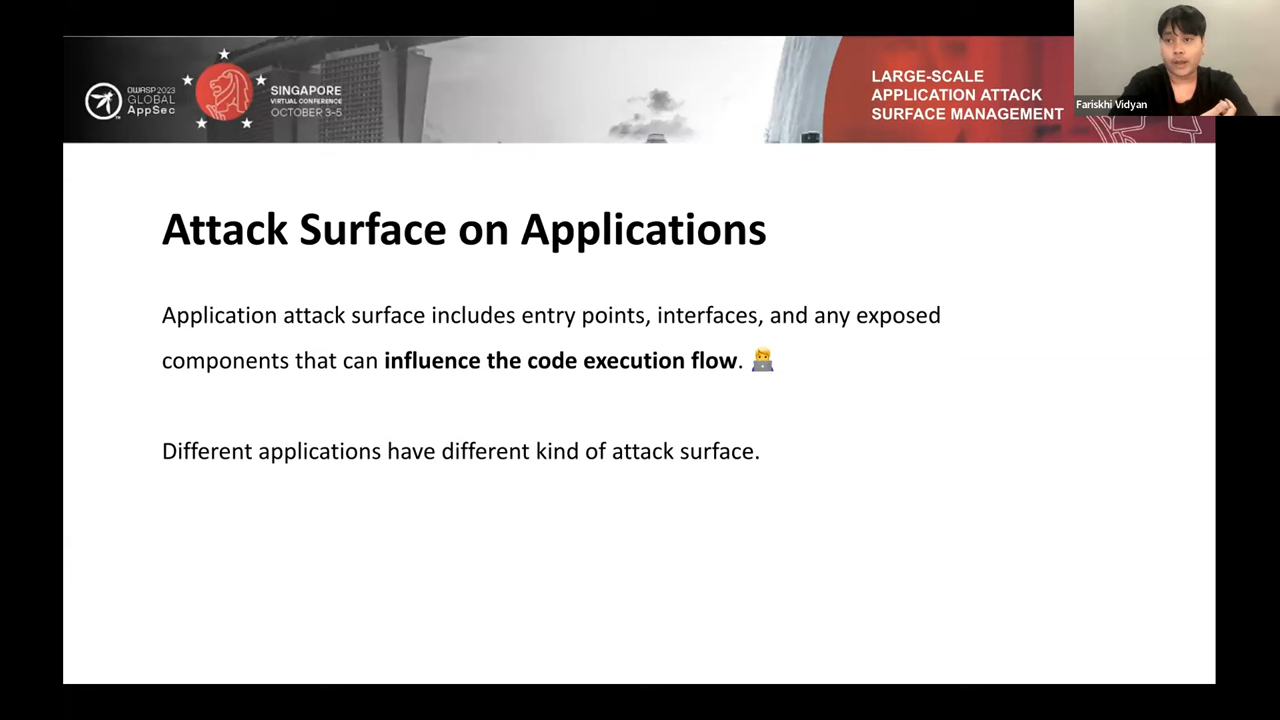 OWASP 2023
GLOBAL
AppSec
SINGAPORE
VIRTUAL CONFERENCE
OCTOBER 3-5
LARGE-SCALE
APPLICATION ATTACK
SURFACE MANAGEMENT
Fariskhi Vidyan
Attack Surface on Applications
Application attack surface includes entry points, interfaces, and any exposed
components that can influence the code execution flow. 🧑‍💻
Different applications have different kind of attack surface.